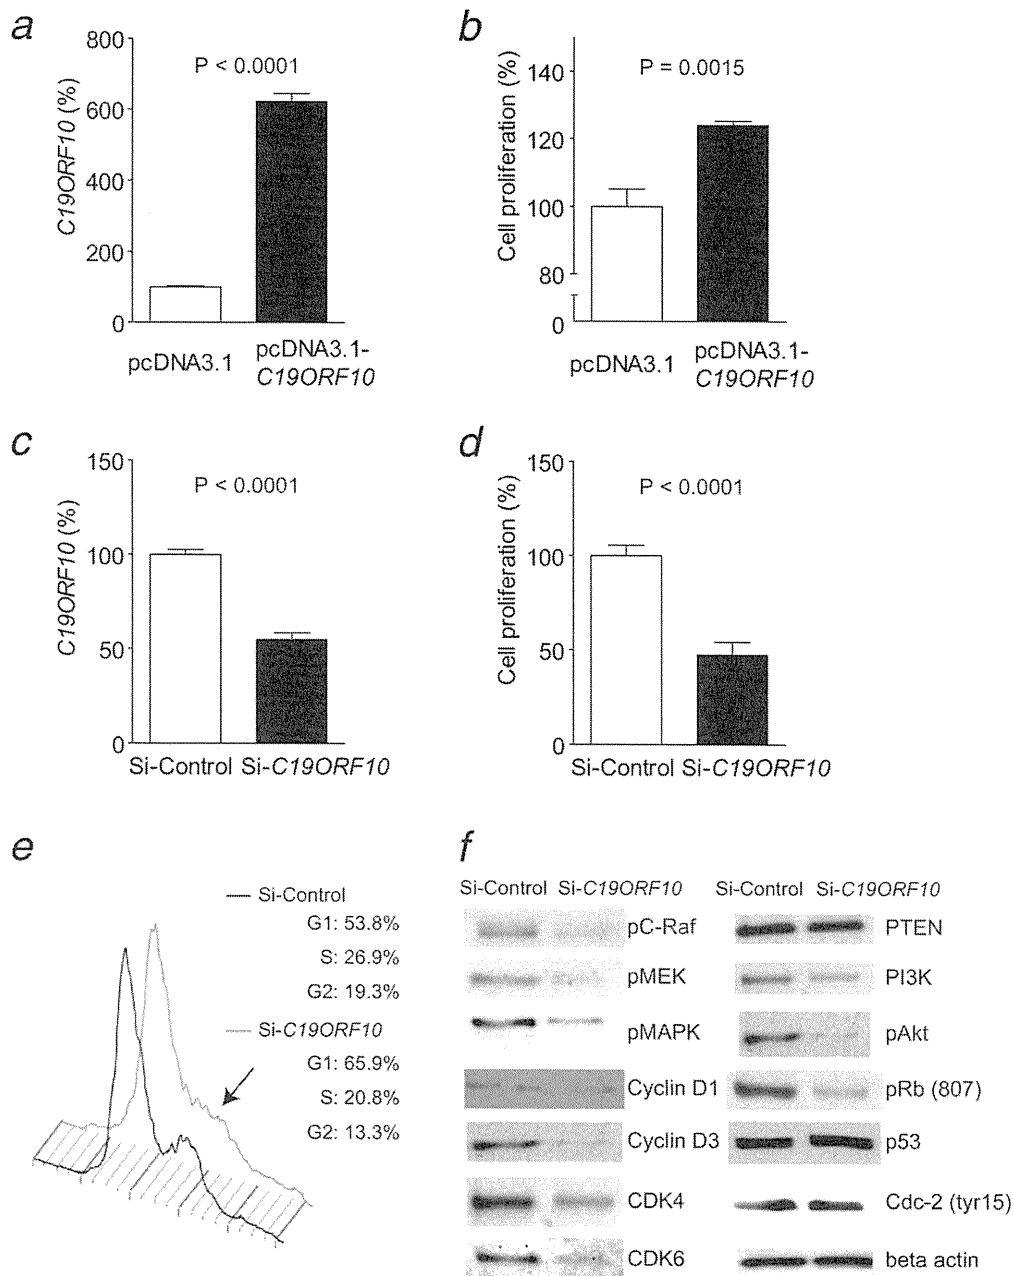 a
800
600
400
200
0
C19ORF10 (%)
P < 0.0001
pcDNA3.1
pcDNA3.1-
C19ORF10
b
140
120
100
80
0
Cell proliferation (%)
P = 0.0015
pcDNA3.1
pcDNA3.1-
C19ORF10
c
150
100
50
0
C19ORF10 (%)
P < 0.0001
Si-Control Si-C19ORF10
d
150
100
50
0
Cell proliferation (%)
P < 0.0001
Si-Control Si-C19ORF10
e
Si-Control
G1: 53.8%
S: 26.9%
G2: 19.3%
Si-C19ORF10
G1: 65.9%
S: 20.8%
G2: 13.3%
f
Si-Control Si-C19ORF10
pC-Raf
pMEK
pMAPK
Cyclin D1
Cyclin D3
CDK4
CDK6
Si-Control Si-C19ORF10
PTEN
PI3K
pAkt
pRb (807)
p53
Cdc-2 (tyr15)
beta actin